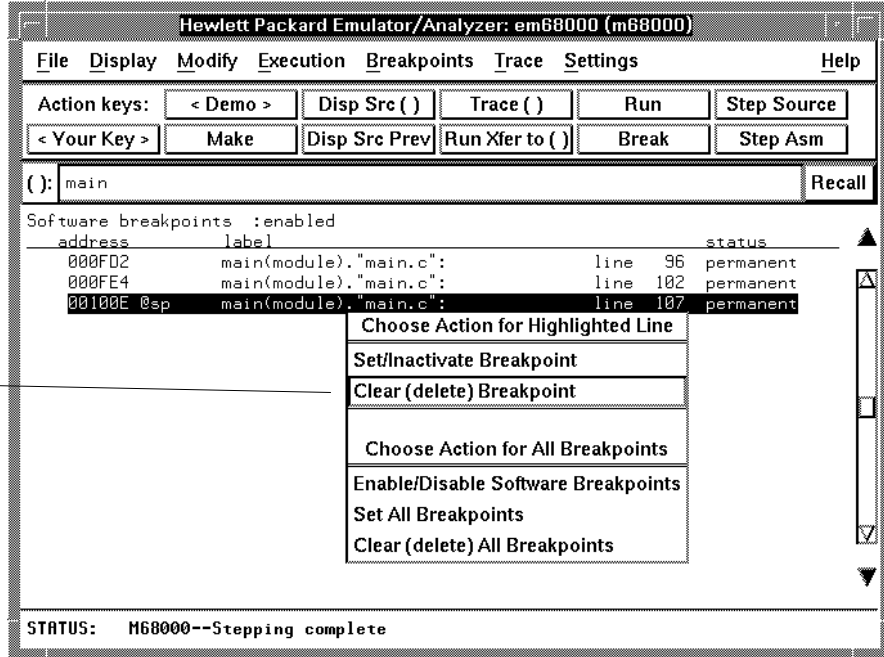 Hewlett Packard Emulator/Analyzer: em68000 (m68000)
File Display Modify Execution Breakpoints Trace Settings Help
Action keys: < Demo > Disp Src ( ) Trace ( ) Run Step Source
< Your Key > Make Disp Src Prev Run Xfer to ( ) Break Step Asm
( ): main Recall
Software breakpoints :enabled
address label status
000FD2 main(module)."main.c": line 96 permanent
000FE4 main(module)."main.c": line 102 permanent
00100E @sp main(module)."main.c": line 107 permanent
Choose Action for Highlighted Line
Set/Inactivate Breakpoint
Clear (delete) Breakpoint
Choose Action for All Breakpoints
Enable/Disable Software Breakpoints
Set All Breakpoints
Clear (delete) All Breakpoints
STATUS: M68000--Stepping complete